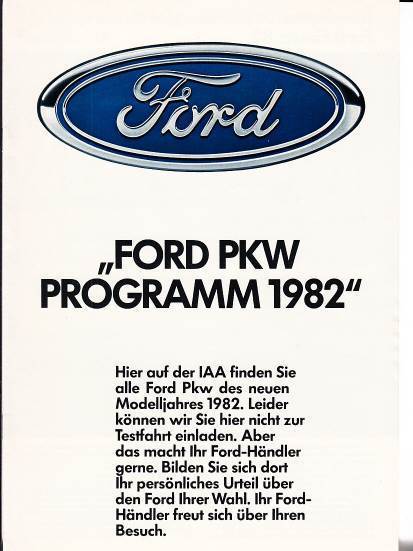 Ford
„FORD PKW
PROGRAMM 1982“
Hier auf der IAA finden Sie
alle Ford Pkw des neuen
Modelljahres 1982. Leider
können wir Sie hier nicht zur
Testfahrt einladen. Aber
das macht Ihr Ford-Händler
gerne. Bilden Sie sich dort
Ihr persönliches Urteil über
den Ford Ihrer Wahl. Ihr Ford-
Händler freut sich über Ihren
Besuch.